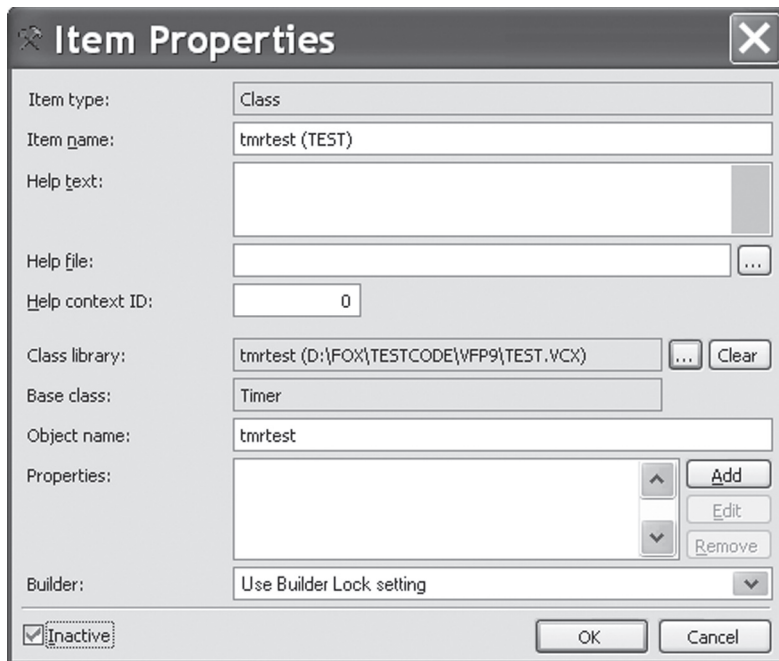 Item Properties
Item type: Class
Item name: tmrtest (TEST)
Help text:
Help file: ...
Help context ID: 0
Class library: tmrtest (D:\FOX\TESTCODE\VFP9\TEST.VCX) ... Clear
Base class: Timer
Object name: tmrtest
Properties: Add
Edit
Remove
Builder: Use Builder Lock setting
Inactive OK Cancel